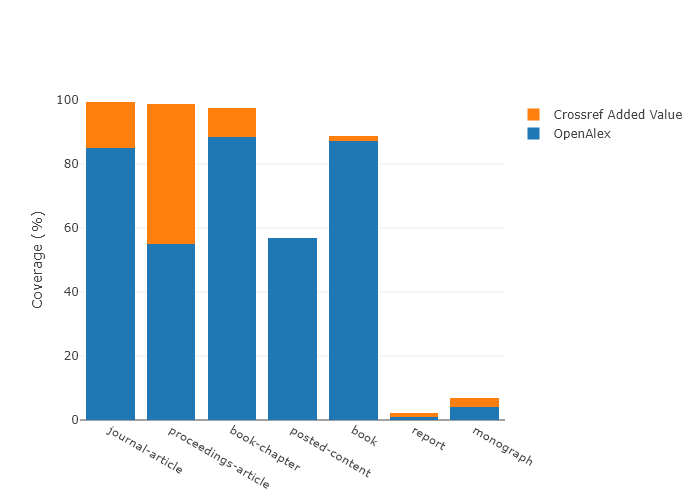 100
80
60
40
20
0
Coverage (%)
journal-article
proceedings-article
book-chapter
posted-content
book
report
monograph
Crossref Added Value
OpenAlex